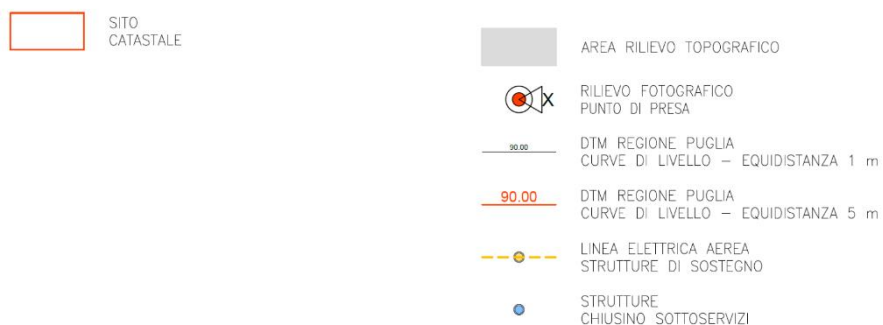 SITO
CATASTALE
AREA RILIEVO TOPOGRAFICO
X
RILIEVO FOTOGRAFICO
PUNTO DI PRESA
90.00
DTM REGIONE PUGLIA
CURVE DI LIVELLO – EQUIDISTANZA 1 m
90.00
DTM REGIONE PUGLIA
CURVE DI LIVELLO – EQUIDISTANZA 5 m
LINEA ELETTRICA AEREA
STRUTTURE DI SOSTEGNO
STRUTTURE
CHIUSINO SOTTOSERVIZI